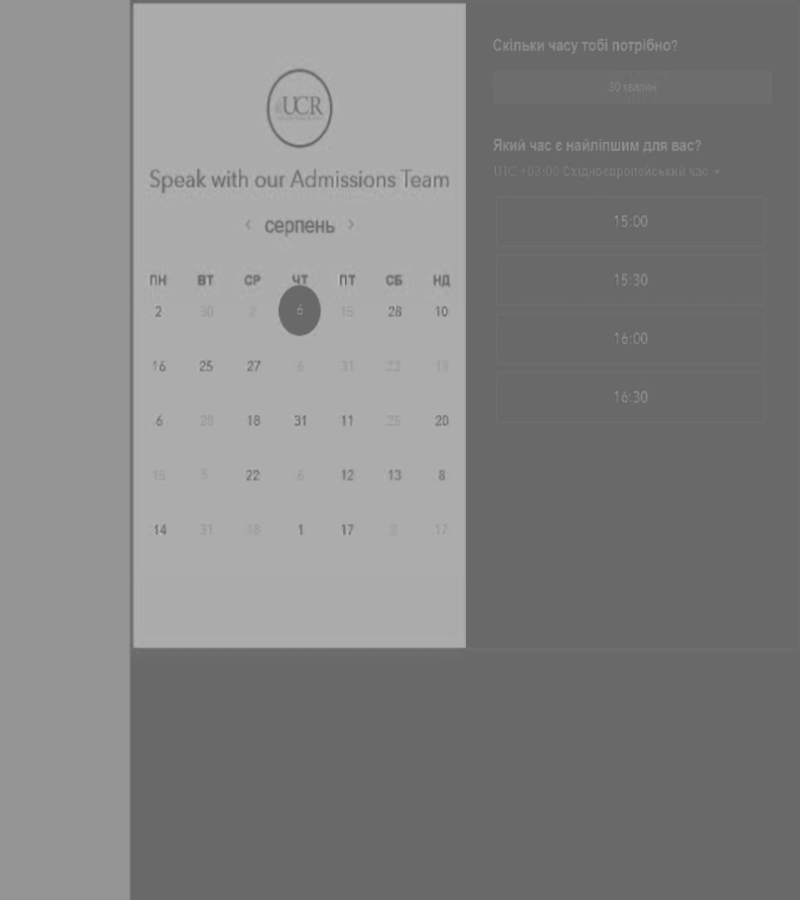 UCR
Speak with our Admissions Team
< серпень >
ПН ВТ СР ЧТ ПТ СБ НД
2 30 2 6 15 28 10
16 25 27 6 31 22 13
6 28 18 31 11 25 20
15 5 22 6 12 13 8
14 31 18 1 17 2 17
Скільки часу тобі потрібно?
30 хвилин
Який час є найліпшим для вас?
UTC +03:00 Східноєвропейський час
15:00
15:30
16:00
16:30